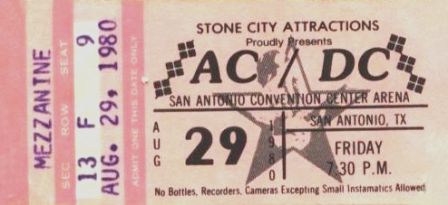 MEZZANINE
SEC ROW SEAT
13 F 9
AUG. 29, 1980
ADMIT ONE THIS DATE ONLY
STONE CITY ATTRACTIONS
Proudly Presents
AC DC
SAN ANTONIO CONVENTION CENTER ARENA
AUG 29 1980
SAN ANTONIO, TX
FRIDAY
7:30 P.M.
No Bottles, Recorders, Cameras Excepting Small Instamatics Allowed